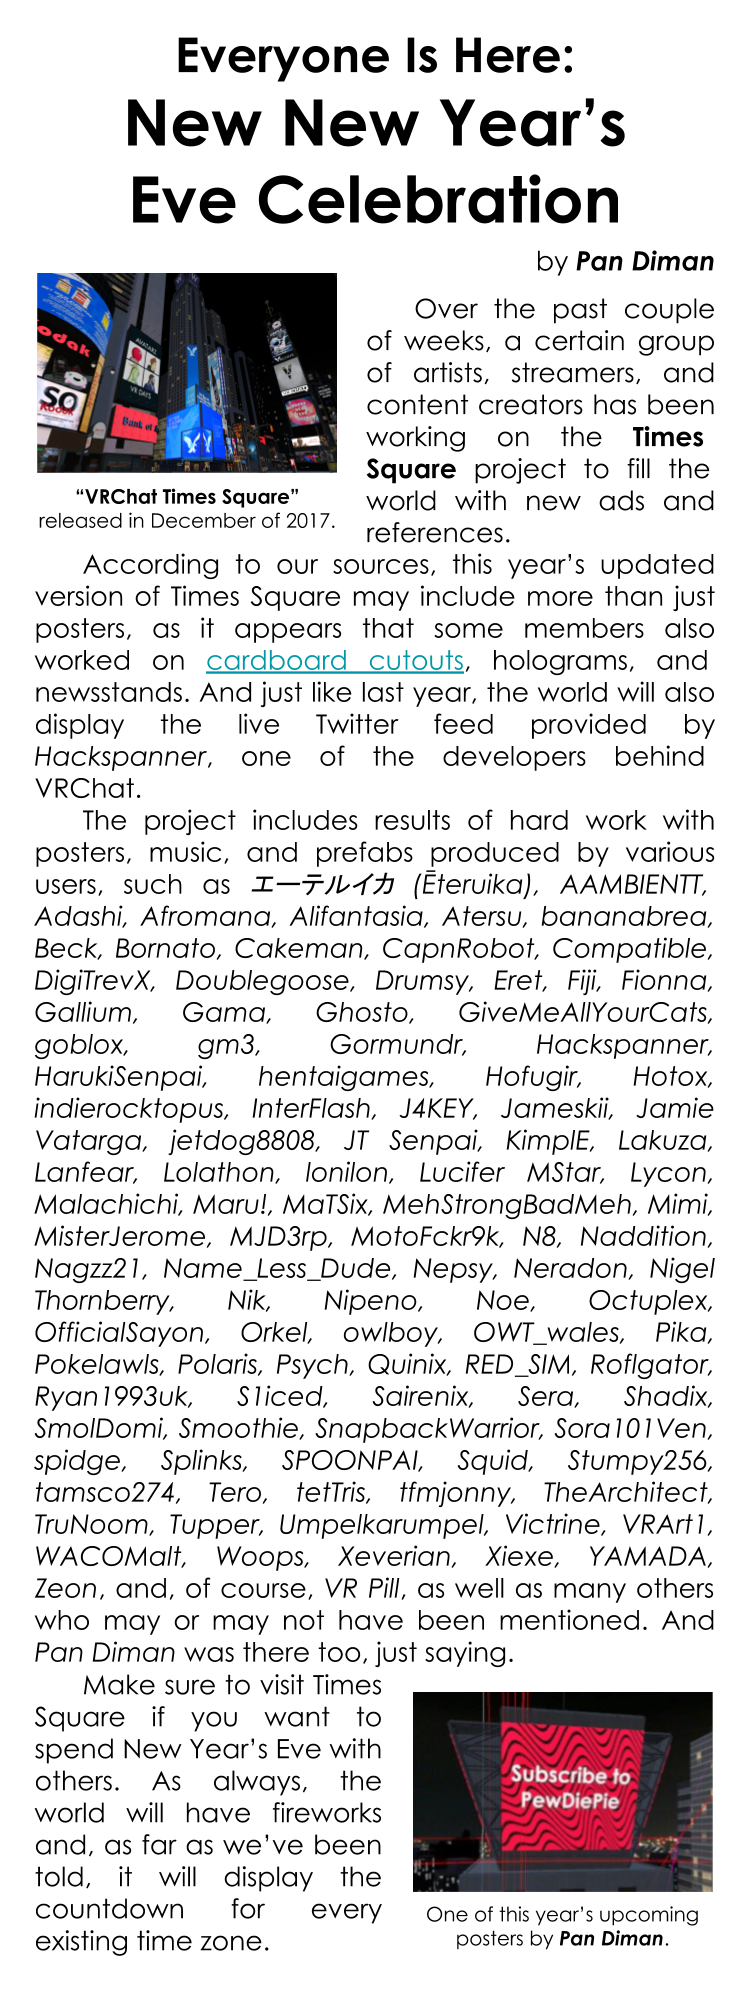 Everyone Is Here:
New New Year's
Eve Celebration
by Pan Diman
Kodak
SO
KODAK
AVATARS
VR DAYS
Bank of
"VRChat Times Square"
released in December of 2017.
Over the past couple
of weeks, a certain group
of artists, streamers, and
content creators has been
working on the Times
Square project to fill the
world with new ads and
references.
According to our sources, this year's updated
version of Times Square may include more than just
posters, as it appears that some members also
worked on cardboard cutouts, holograms, and
newsstands. And just like last year, the world will also
display the live Twitter feed provided by
Hackspanner, one of the developers behind
VRChat.
The project includes results of hard work with
posters, music, and prefabs produced by various
users, such as エーテルイカ (Ēteruika), AAMBIENTT,
Adashi, Afromana, Alifantasia, Atersu, bananabrea,
Beck, Bornato, Cakeman, CapnRobot, Compatible,
DigiTrevX, Doublegoose, Drumsy, Eret, Fiji, Fionna,
Gallium, Gama, Ghosto, GiveMeAllYourCats,
goblox, gm3, Gormundr, Hackspanner,
HarukiSenpai, hentaigames, Hofugir, Hotox,
indierocktopus, InterFlash, J4KEY, Jameskii, Jamie
Vatarga, jetdog8808, JT Senpai, KimplE, Lakuza,
Lanfear, Lolathon, lonilon, Lucifer MStar, Lycon,
Malachichi, Maru!, MaTSix, MehStrongBadMeh, Mimi,
MisterJerome, MJD3rp, MotoFckr9k, N8, Naddition,
Nagzz21, Name_Less_Dude, Nepsy, Neradon, Nigel
Thornberry, Nik, Nipeno, Noe, Octuplex,
OfficialSayon, Orkel, owlboy, OWT_wales, Pika,
Pokelawls, Polaris, Psych, Quinix, RED_SIM, Roflgator,
Ryan1993uk, S1iced, Sairenix, Sera, Shadix,
SmolDomi, Smoothie, SnapbackWarrior, Sora101Ven,
spidge, Splinks, SPOONPAI, Squid, Stumpy256,
tamsco274, Tero, tetTris, tfmjonny, TheArchitect,
TruNoom, Tupper, Umpelkarumpel, Victrine, VRArt1,
WACOMalt, Woops, Xeverian, Xiexe, YAMADA,
Zeon, and, of course, VR Pill, as well as many others
who may or may not have been mentioned. And
Pan Diman was there too, just saying.
Make sure to visit Times
Square if you want to
spend New Year's Eve with
others. As always, the
world will have fireworks
and, as far as we've been
told, it will display the
countdown for every
existing time zone.
Subscribe to
PewDiePie
One of this year's upcoming
posters by Pan Diman.